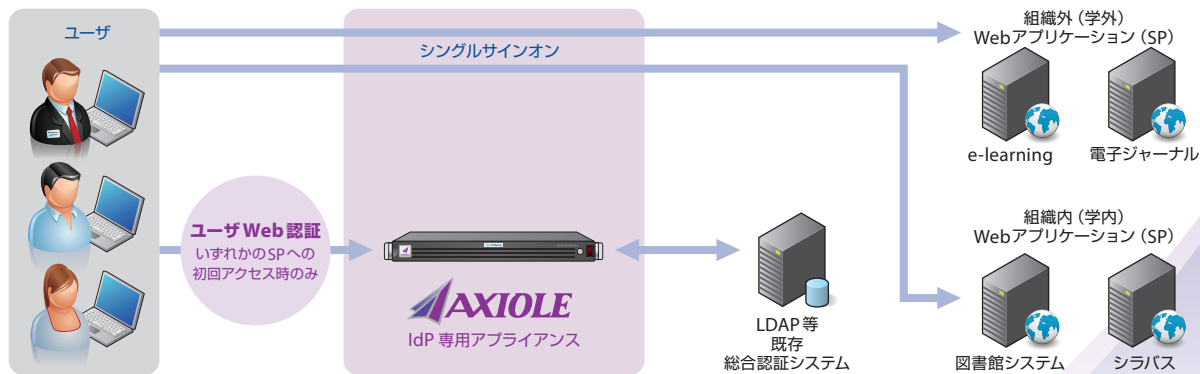 ユーザ
シングルサインオン
組織外（学外）
Webアプリケーション（SP）
e-learning
電子ジャーナル
ユーザWeb認証
いずれかのSPへの
初回アクセス時のみ
AXIOLE
IdP 専用アプライアンス
LDAP 等
既存
総合認証システム
組織内（学内）
Webアプリケーション（SP）
図書館システム
シラバス